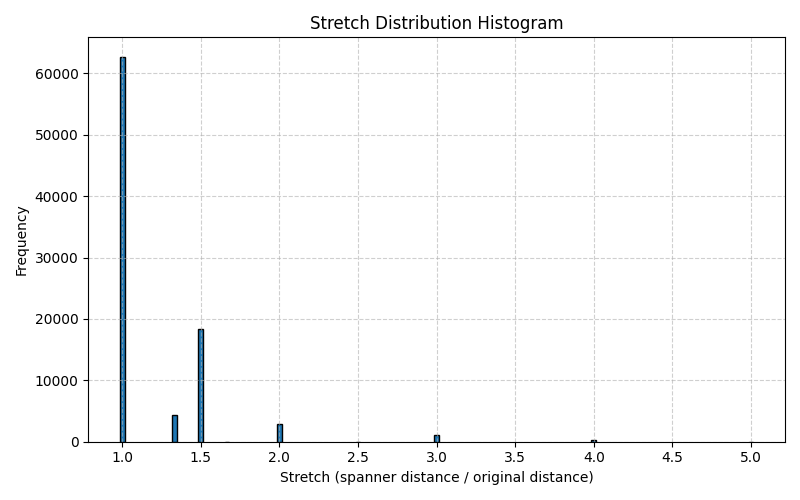 Stretch Distribution Histogram
Frequency
60000
50000
40000
30000
20000
10000
0
1.0 1.5 2.0 2.5 3.0 3.5 4.0 4.5 5.0
Stretch (spanner distance / original distance)